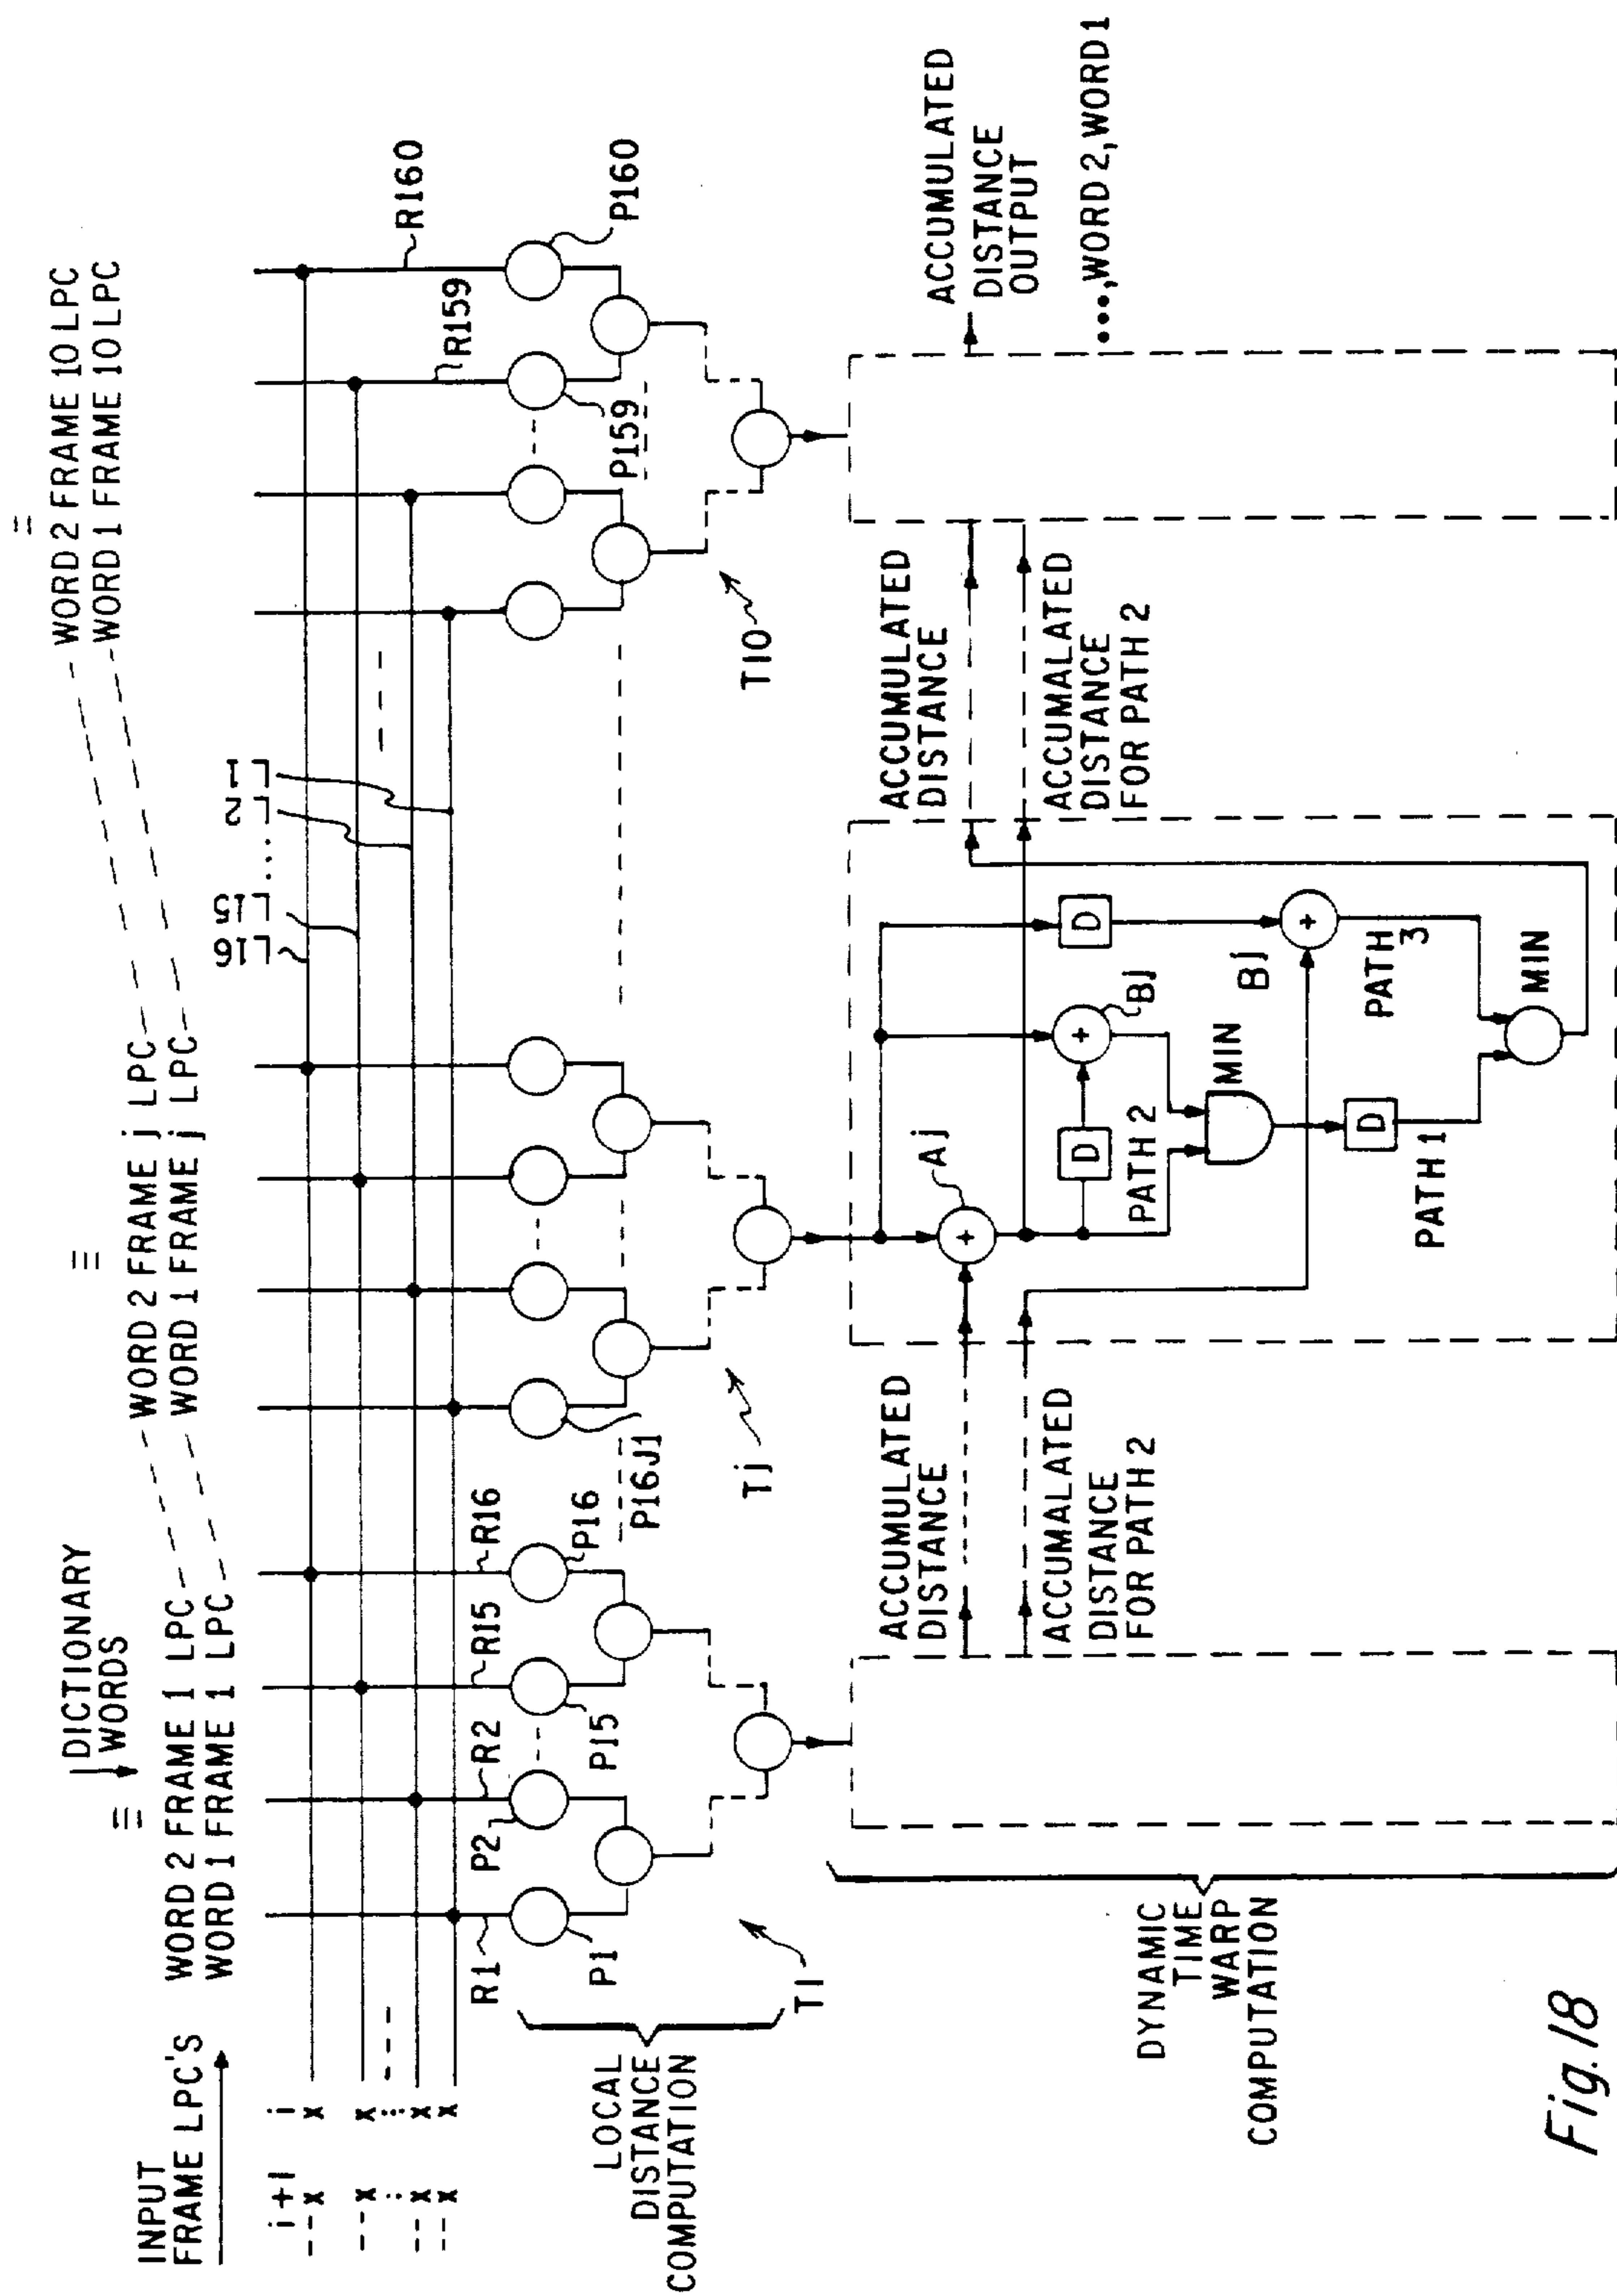 INPUT
FRAME LPC'S
i+1 i
--x x
--x x
: :
--x x
--x x
DICTIONARY
WORDS
WORD 2 FRAME 1 LPC
WORD 1 FRAME 1 LPC
WORD 2 FRAME j LPC
WORD 1 FRAME j LPC
WORD 2 FRAME 10 LPC
WORD 1 FRAME 10 LPC
L16
L15
...
L2
L1
R1
R2
R15
R16
R159
R160
P1
P2
P15
P16
P16J1
P159
P160
LOCAL
DISTANCE
COMPUTATION
T1
Tj
T10
DYNAMIC
TIME
WARP
COMPUTATION
ACCUMULATED
DISTANCE
ACCUMALATED
DISTANCE
FOR PATH 2
Aj
+
D
+
Bj
D
Bj
+
PATH 2
MIN
D
PATH 1
PATH 3
MIN
ACCUMULATED
DISTANCE
ACCUMALATED
DISTANCE
FOR PATH 2
ACCUMULATED
DISTANCE
OUTPUT
•••, WORD 2, WORD 1
Fig.18